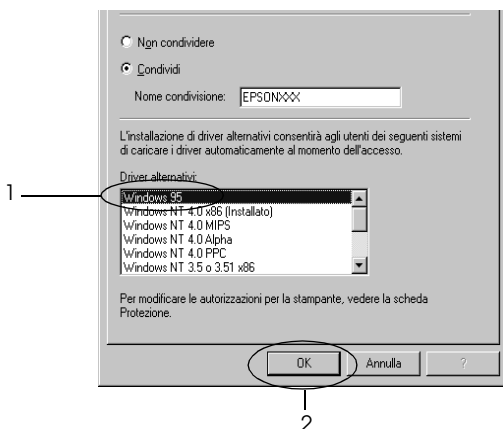 Non condividere
Condividi
Nome condivisione: EPSONXXX
L'installazione di driver alternativi consentirà agli utenti dei seguenti sistemi
di caricare i driver automaticamente al momento dell'accesso.
Driver alternativi:
1
Windows 95
Windows NT 4.0 x86 (Installato)
Windows NT 4.0 MIPS
Windows NT 4.0 Alpha
Windows NT 4.0 PPC
Windows NT 3.5 o 3.51 x86
Per modificare le autorizzazioni per la stampante, vedere la scheda
Protezione.
OK Annulla ?
2